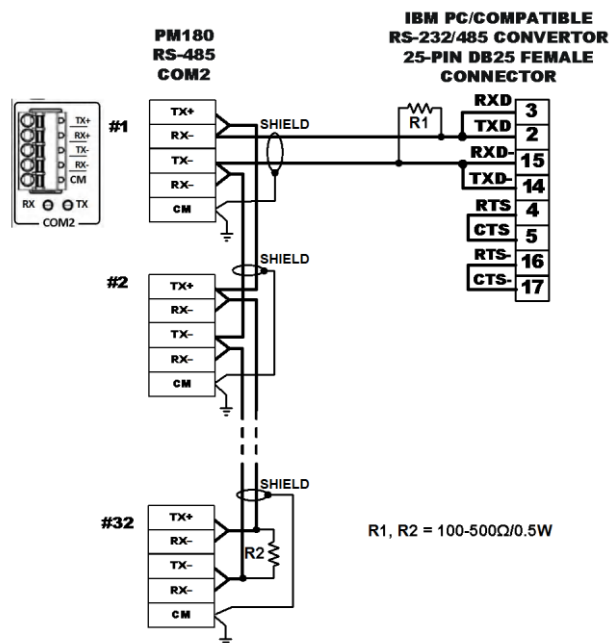 IBM PC/COMPATIBLE
RS-232/485 CONVERTOR
25-PIN DB25 FEMALE
CONNECTOR
PM180
RS-485
COM2
#1
TX+
RX+
TX-
RX-
CM
RX
TX
COM2
TX+
RX–
TX–
RX–
CM
SHIELD
R1
RXD
3
TXD
2
RXD-
15
TXD-
14
RTS
4
CTS
5
RTS-
16
CTS-
17
#2
TX+
RX–
TX–
RX–
CM
SHIELD
#32
TX+
RX–
TX–
RX–
CM
SHIELD
R2
R1, R2 = 100-500Ω/0.5W